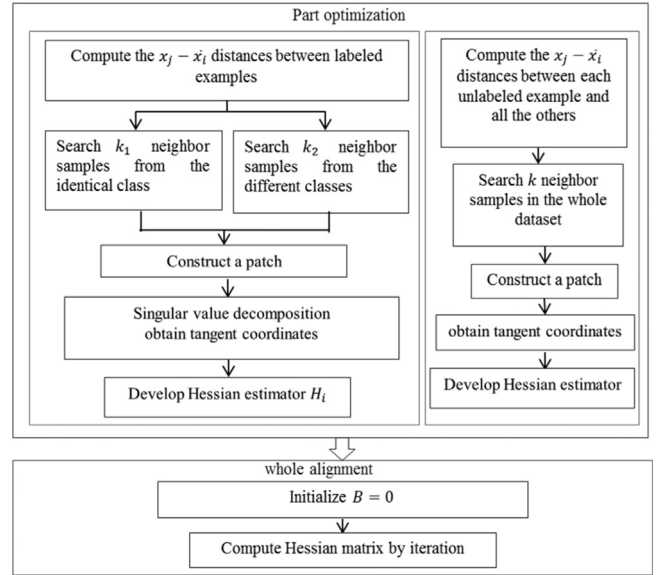 Part optimization
Compute the $x_j - \dot{x_i}$ distances between labeled
examples
Search $k_1$ neighbor
samples from the
identical class
Search $k_2$ neighbor
samples from the
different classes
Construct a patch
Singular value decomposition
obtain tangent coordinates
Develop Hessian estimator $H_i$
Compute the $x_j - \dot{x_i}$
distances between each
unlabeled example and
all the others
Search $k$ neighbor
samples in the whole
dataset
Construct a patch
obtain tangent coordinates
Develop Hessian estimator
whole alignment
Initialize $B = 0$
Compute Hessian matrix by iteration